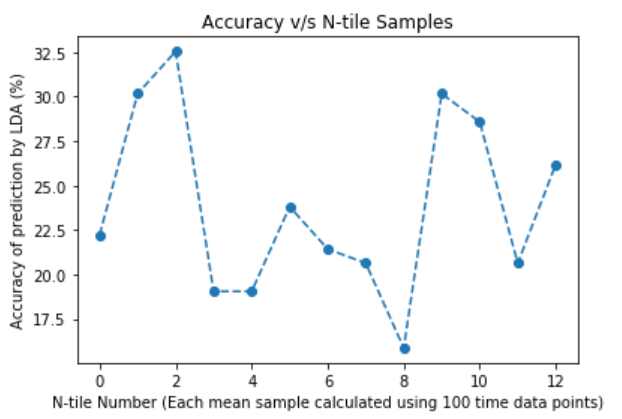 Accuracy v/s N-tile Samples
Accuracy of prediction by LDA (%)
32.5
30.0
27.5
25.0
22.5
20.0
17.5
0 2 4 6 8 10 12
N-tile Number (Each mean sample calculated using 100 time data points)